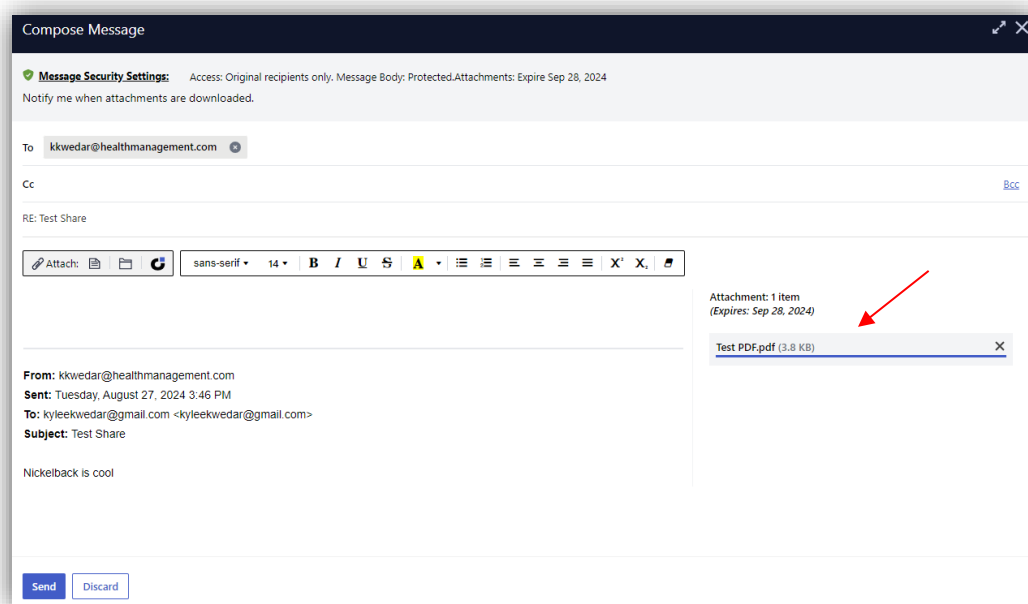 Compose Message
Message Security Settings: Access: Original recipients only. Message Body: Protected.Attachments: Expire Sep 28, 2024
Notify me when attachments are downloaded.
To kkwedar@healthmanagement.com
Cc Bcc
RE: Test Share
Attach: sans-serif 14 B I U S A X² X₂
Attachment: 1 item
(Expires: Sep 28, 2024)
Test PDF.pdf (3.8 KB)
From: kkwedar@healthmanagement.com
Sent: Tuesday, August 27, 2024 3:46 PM
To: kyleekwedar@gmail.com <kyleekwedar@gmail.com>
Subject: Test Share
Nickelback is cool
Send Discard